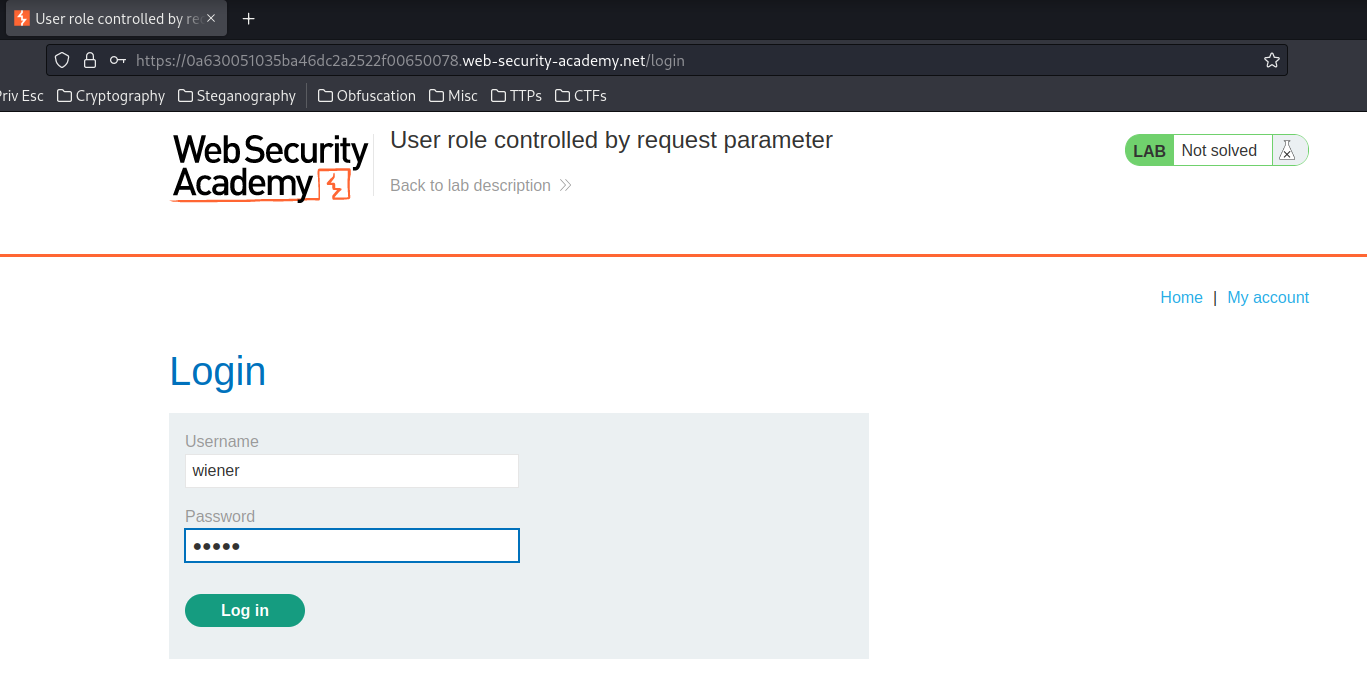 User role controlled by re
https://0a630051035ba46dc2a2522f00650078.web-security-academy.net/login
Priv Esc Cryptography Steganography Obfuscation Misc TTPs CTFs
Web Security
Academy
User role controlled by request parameter
Back to lab description
LAB Not solved
Home | My account
Login
Username
wiener
Password
•••••
Log in